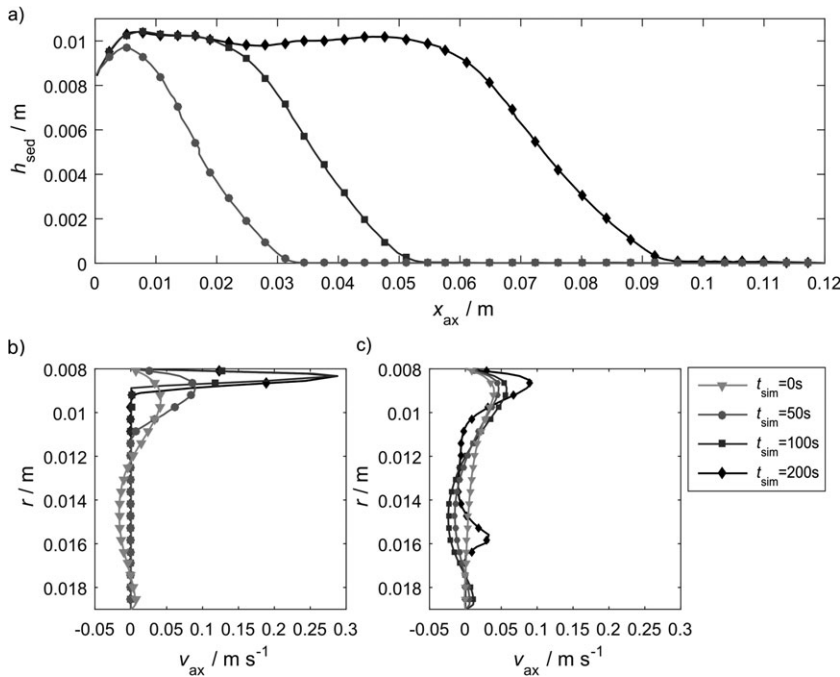 a)
0.01
0.008
0.006
0.004
0.002
0
h_sed / m
0 0.01 0.02 0.03 0.04 0.05 0.06 0.07 0.08 0.09 0.1 0.11 0.12
x_ax / m
b)
0.008
0.01
0.012
0.014
0.016
0.018
r / m
-0.05 0 0.05 0.1 0.15 0.2 0.25 0.3
v_ax / m s⁻¹
c)
0.008
0.01
0.012
0.014
0.016
0.018
r / m
-0.05 0 0.05 0.1 0.15 0.2 0.25 0.3
v_ax / m s⁻¹
t_sim=0s
t_sim=50s
t_sim=100s
t_sim=200s